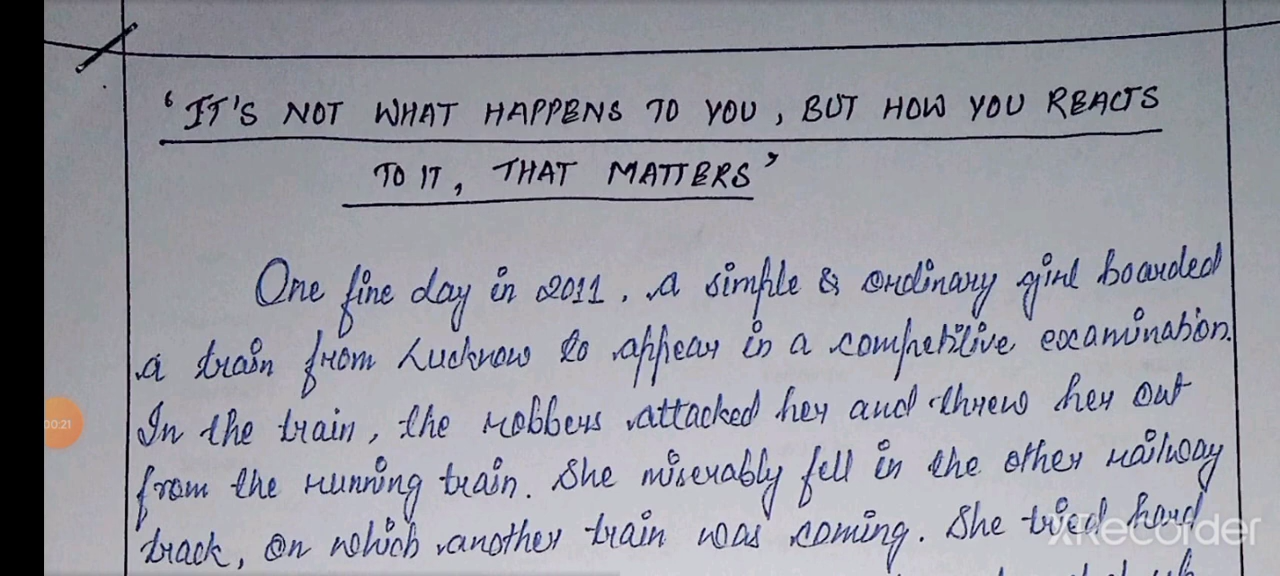 'IT'S NOT WHAT HAPPENS TO YOU, BUT HOW YOU REACTS
TO IT, THAT MATTERS'
One fine day in 2011. A simple & ordinary girl boarded
a train from Lucknow to appear in a competitive examination.
In the train, the robbers attacked her and threw her out
00:21
from the running train. She miserably fell in the other railway
track, on which another train was coming. She tried hard
XRecorder